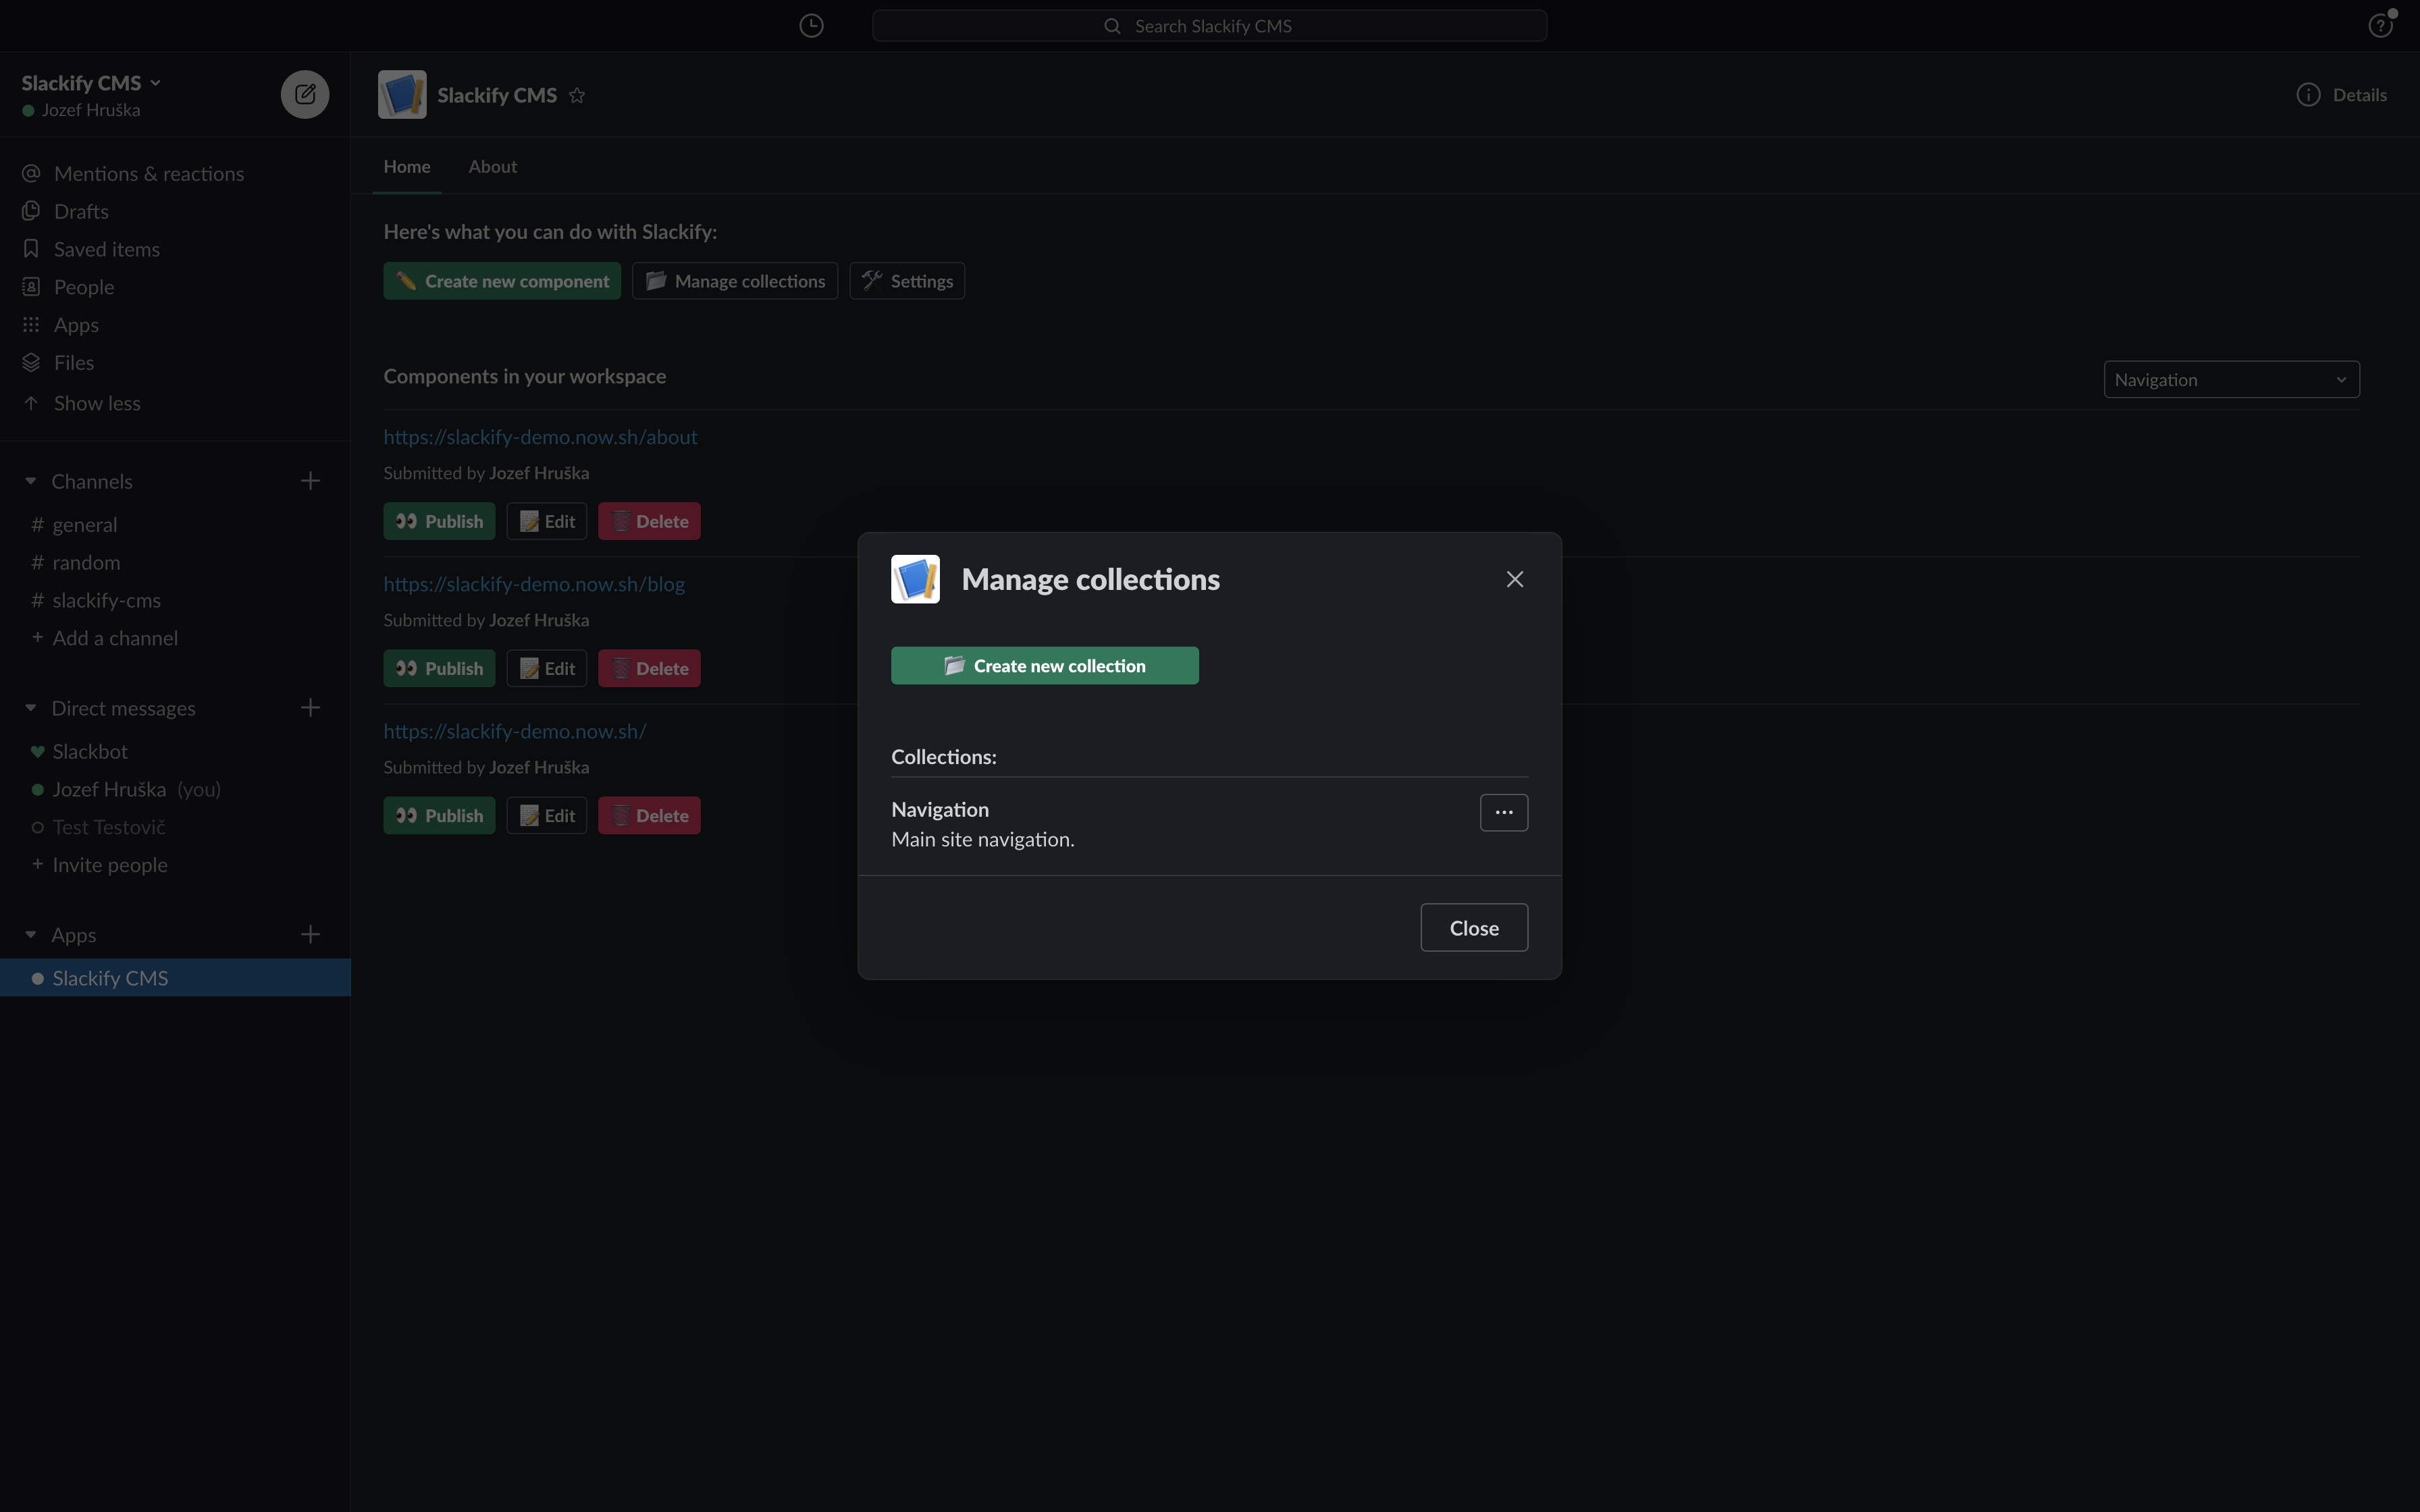 Search Slackify CMS
Slackify CMS
Jozef Hruška
Mentions & reactions
Drafts
Saved items
People
Apps
Files
Show less
Channels
# general
# random
# slackify-cms
+ Add a channel
Direct messages
Slackbot
Jozef Hruška (you)
Test Testovič
+ Invite people
Apps
Slackify CMS
Slackify CMS
Details
Home About
Here's what you can do with Slackify:
Create new component Manage collections Settings
Components in your workspace
Navigation
https://slackify-demo.now.sh/about
Submitted by Jozef Hruška
Publish Edit Delete
https://slackify-demo.now.sh/blog
Submitted by Jozef Hruška
Publish Edit Delete
https://slackify-demo.now.sh/
Submitted by Jozef Hruška
Publish Edit Delete
Manage collections
Create new collection
Collections:
Navigation
Main site navigation.
Close